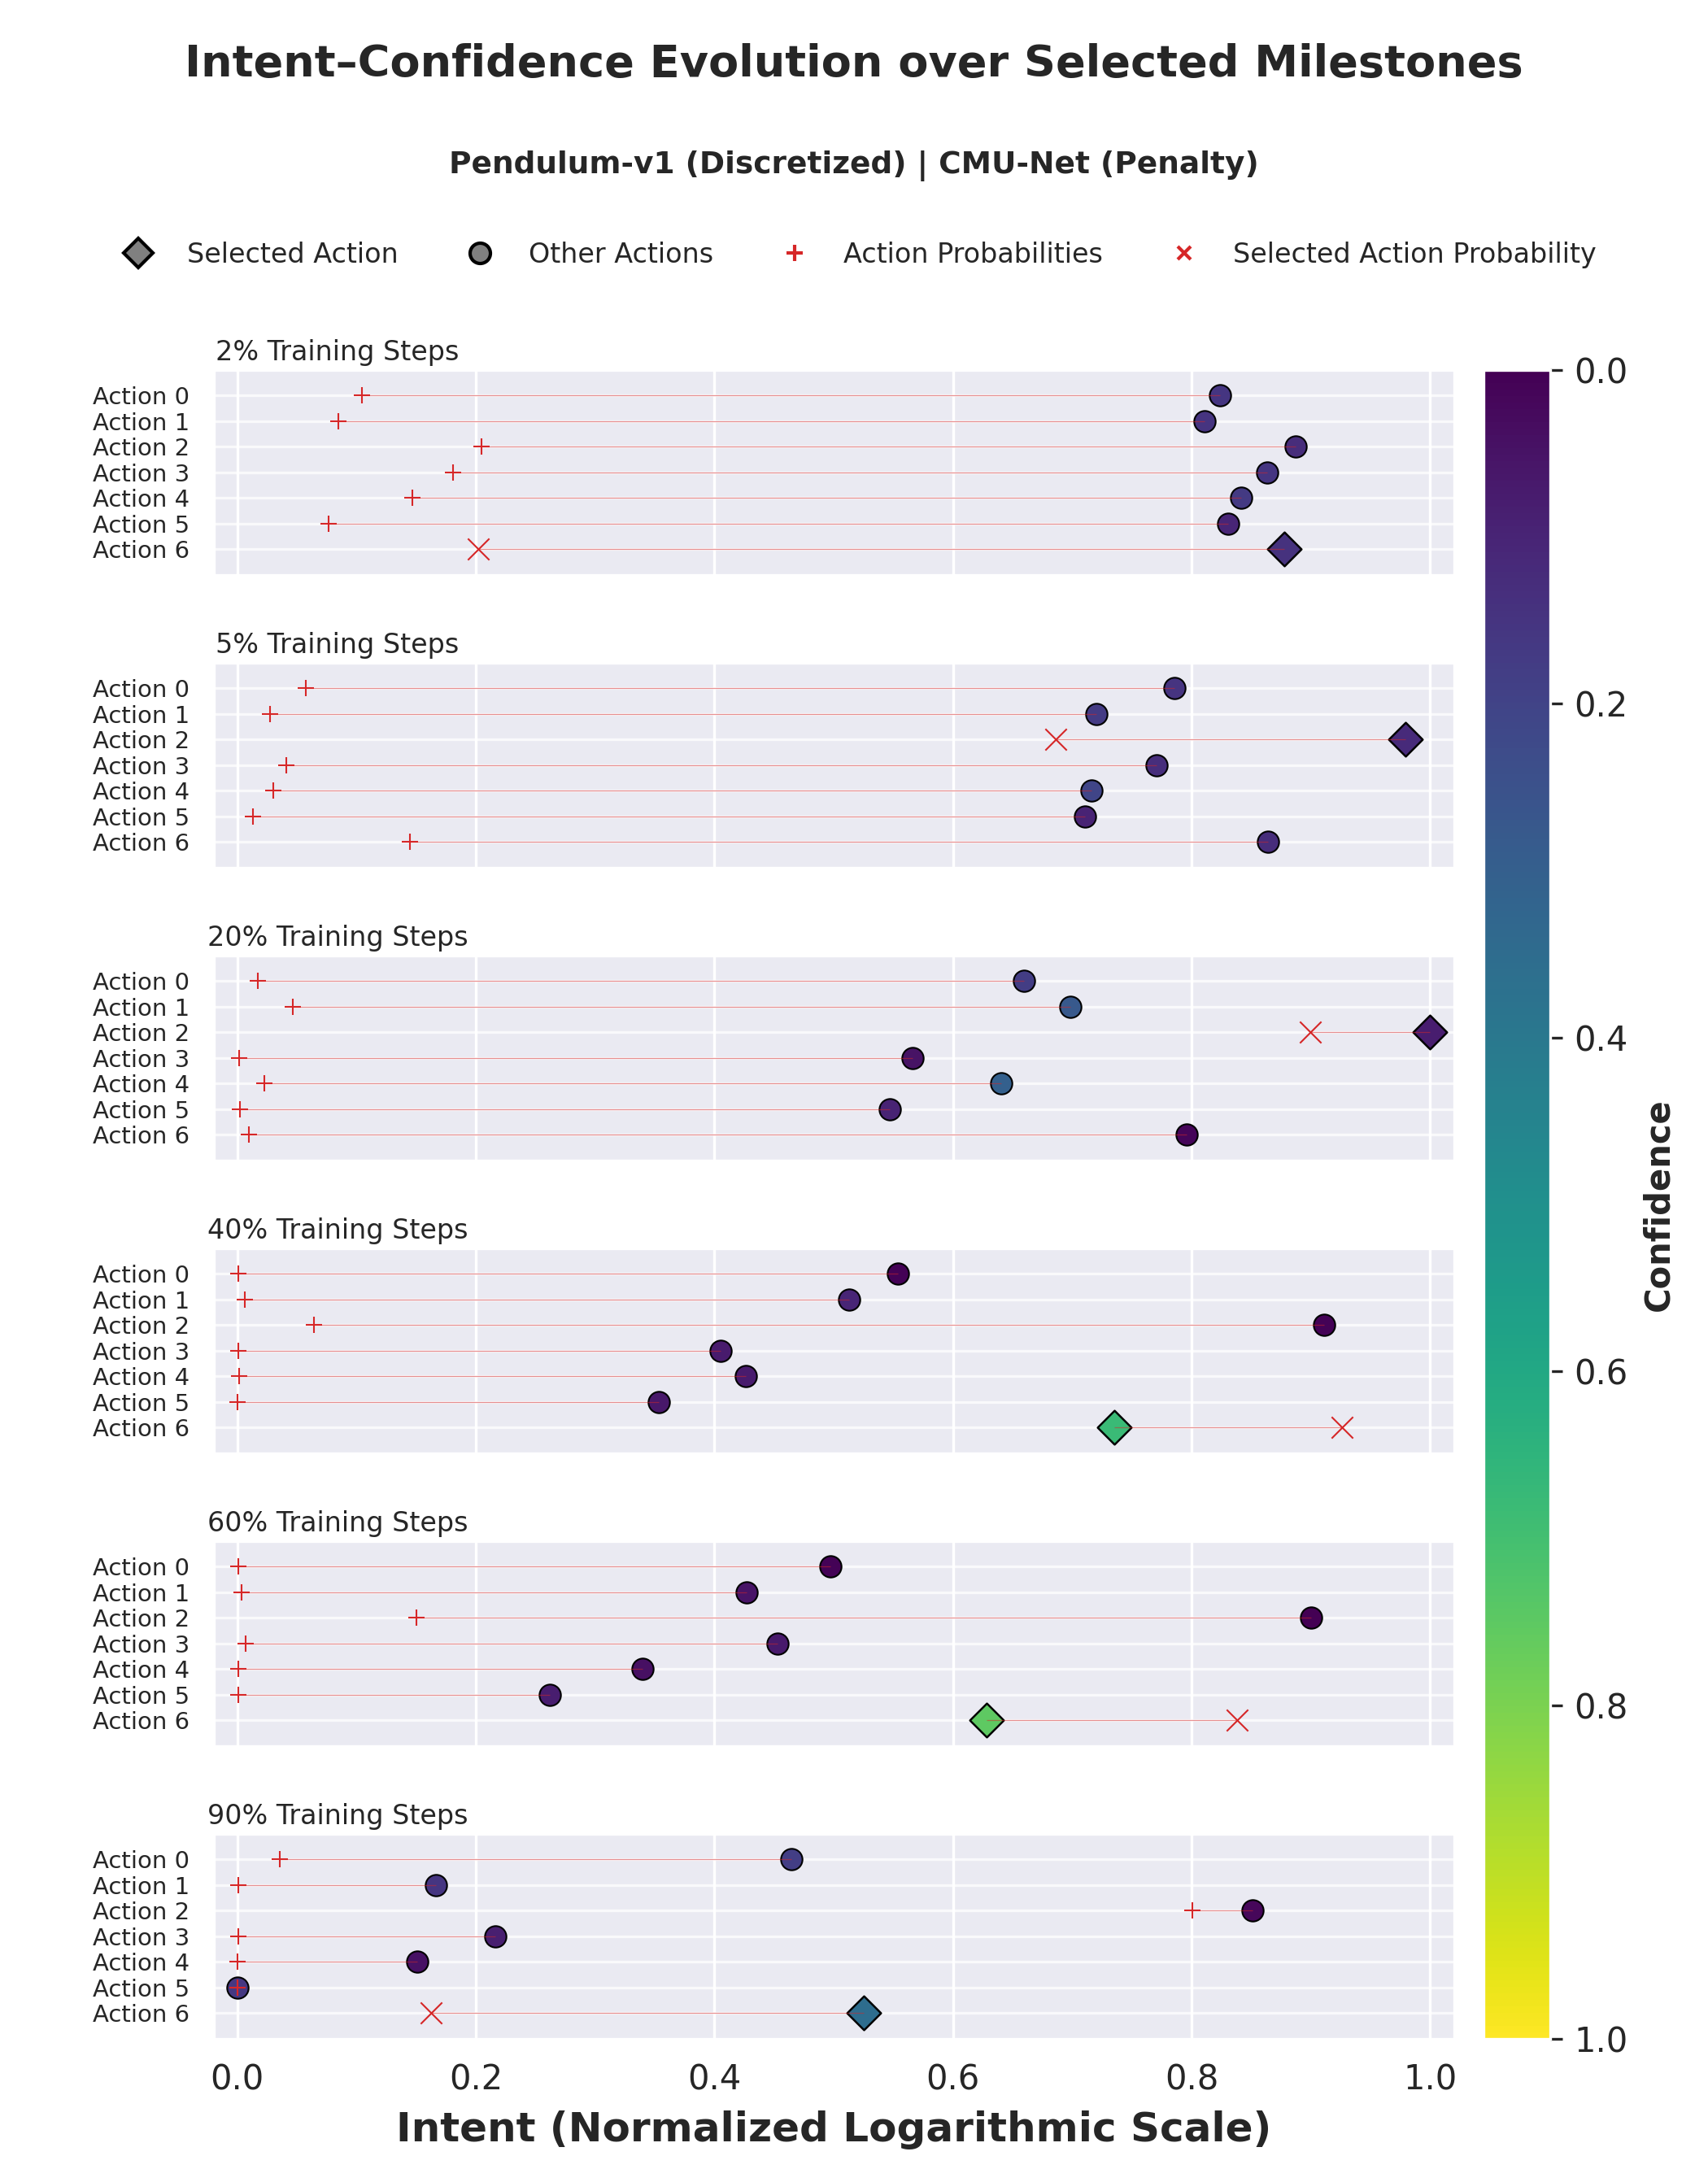 Intent–Confidence Evolution over Selected Milestones
Pendulum-v1 (Discretized) | CMU-Net (Penalty)
Selected Action Other Actions Action Probabilities Selected Action Probability
2% Training Steps
Action 0
Action 1
Action 2
Action 3
Action 4
Action 5
Action 6
5% Training Steps
Action 0
Action 1
Action 2
Action 3
Action 4
Action 5
Action 6
20% Training Steps
Action 0
Action 1
Action 2
Action 3
Action 4
Action 5
Action 6
40% Training Steps
Action 0
Action 1
Action 2
Action 3
Action 4
Action 5
Action 6
60% Training Steps
Action 0
Action 1
Action 2
Action 3
Action 4
Action 5
Action 6
90% Training Steps
Action 0
Action 1
Action 2
Action 3
Action 4
Action 5
Action 6
0.0 0.2 0.4 0.6 0.8 1.0
Intent (Normalized Logarithmic Scale)
0.0
0.2
0.4
0.6
0.8
1.0
Confidence